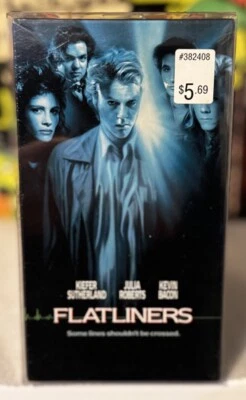 #382408
$5.69
KIEFER SUTHERLAND
JULIA ROBERTS
KEVIN BACON
FLATLINERS
Some lines shouldn't be crossed.